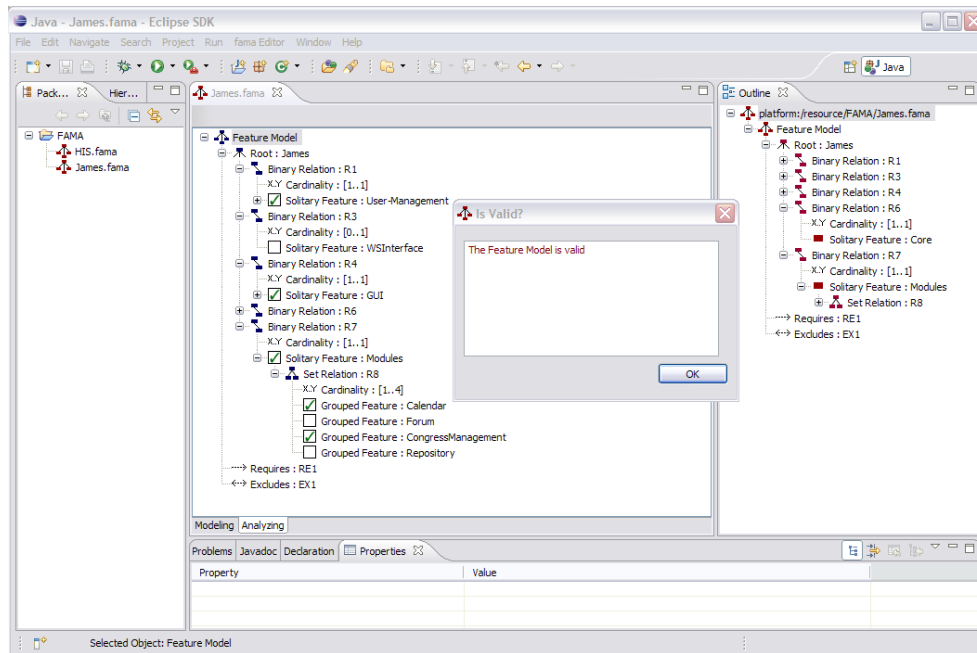 Java - James.fama - Eclipse SDK
File Edit Navigate Search Project Run fama Editor Window Help
Java
Pack... Hier...
FAMA
HIS.fama
James.fama
James.fama
Feature Model
Root : James
Binary Relation : R1
X.Y Cardinality : [1..1]
Solitary Feature : User-Management
Binary Relation : R3
X.Y Cardinality : [0..1]
Solitary Feature : WSInterface
Binary Relation : R4
X.Y Cardinality : [1..1]
Solitary Feature : GUI
Binary Relation : R6
Binary Relation : R7
X.Y Cardinality : [1..1]
Solitary Feature : Modules
Set Relation : R8
X.Y Cardinality : [1..4]
Grouped Feature : Calendar
Grouped Feature : Forum
Grouped Feature : CongressManagement
Grouped Feature : Repository
Requires : RE1
Excludes : EX1
Modeling Analyzing
Is Valid?
The Feature Model is valid
OK
Outline
platform:/resource/FAMA/James.fama
Feature Model
Root : James
Binary Relation : R1
Binary Relation : R3
Binary Relation : R4
Binary Relation : R6
X.Y Cardinality : [1..1]
Solitary Feature : Core
Binary Relation : R7
X.Y Cardinality : [1..1]
Solitary Feature : Modules
Set Relation : R8
Requires : RE1
Excludes : EX1
Problems Javadoc Declaration Properties
Property Value
Selected Object: Feature Model